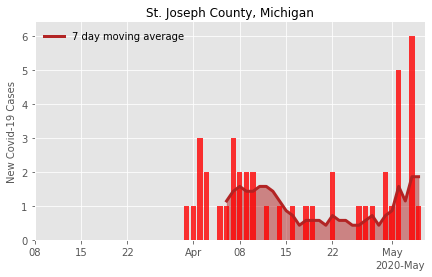 St. Joseph County, Michigan
7 day moving average
New Covid-19 Cases
6
5
4
3
2
1
0
08 15 22 Apr 08 15 22 May
2020-May